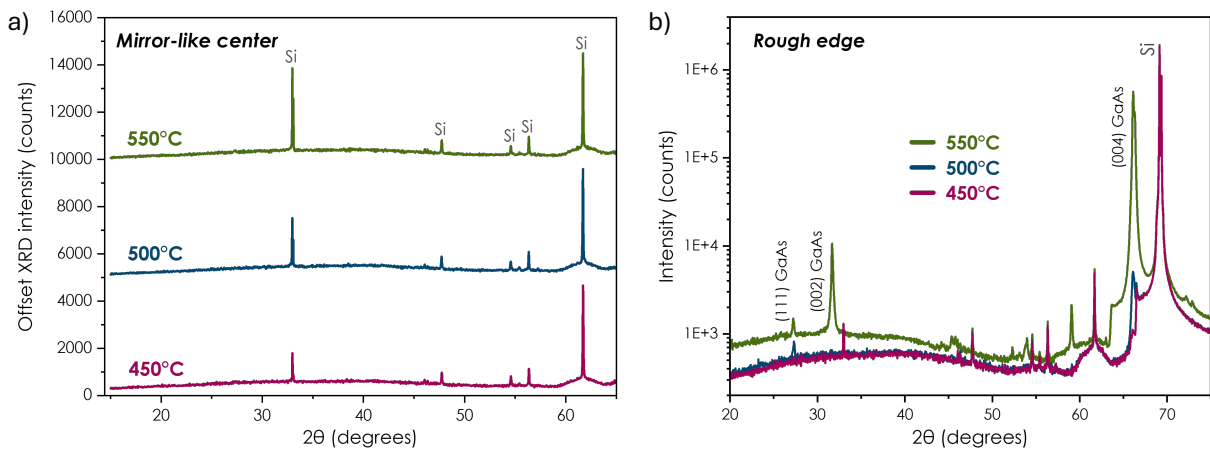 a)
Mirror-like center
Offset XRD intensity (counts)
16000
14000
12000
10000
8000
6000
4000
2000
0
Si
Si
Si
Si
Si
550°C
500°C
450°C
20
30
40
50
60
2θ (degrees)
b)
Rough edge
Intensity (counts)
1E+6
1E+5
1E+4
1E+3
(111) GaAs
(002) GaAs
(004) GaAs
Si
550°C
500°C
450°C
20
30
40
50
60
70
2θ (degrees)